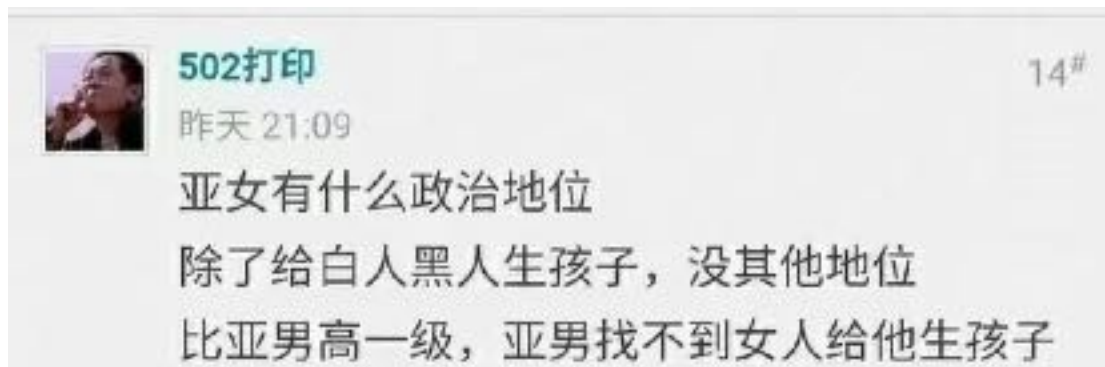 502打印
14#
昨天 21:09
亚女有什么政治地位
除了给白人黑人生孩子，没其他地位
比亚男高一级，亚男找不到女人给他生孩子